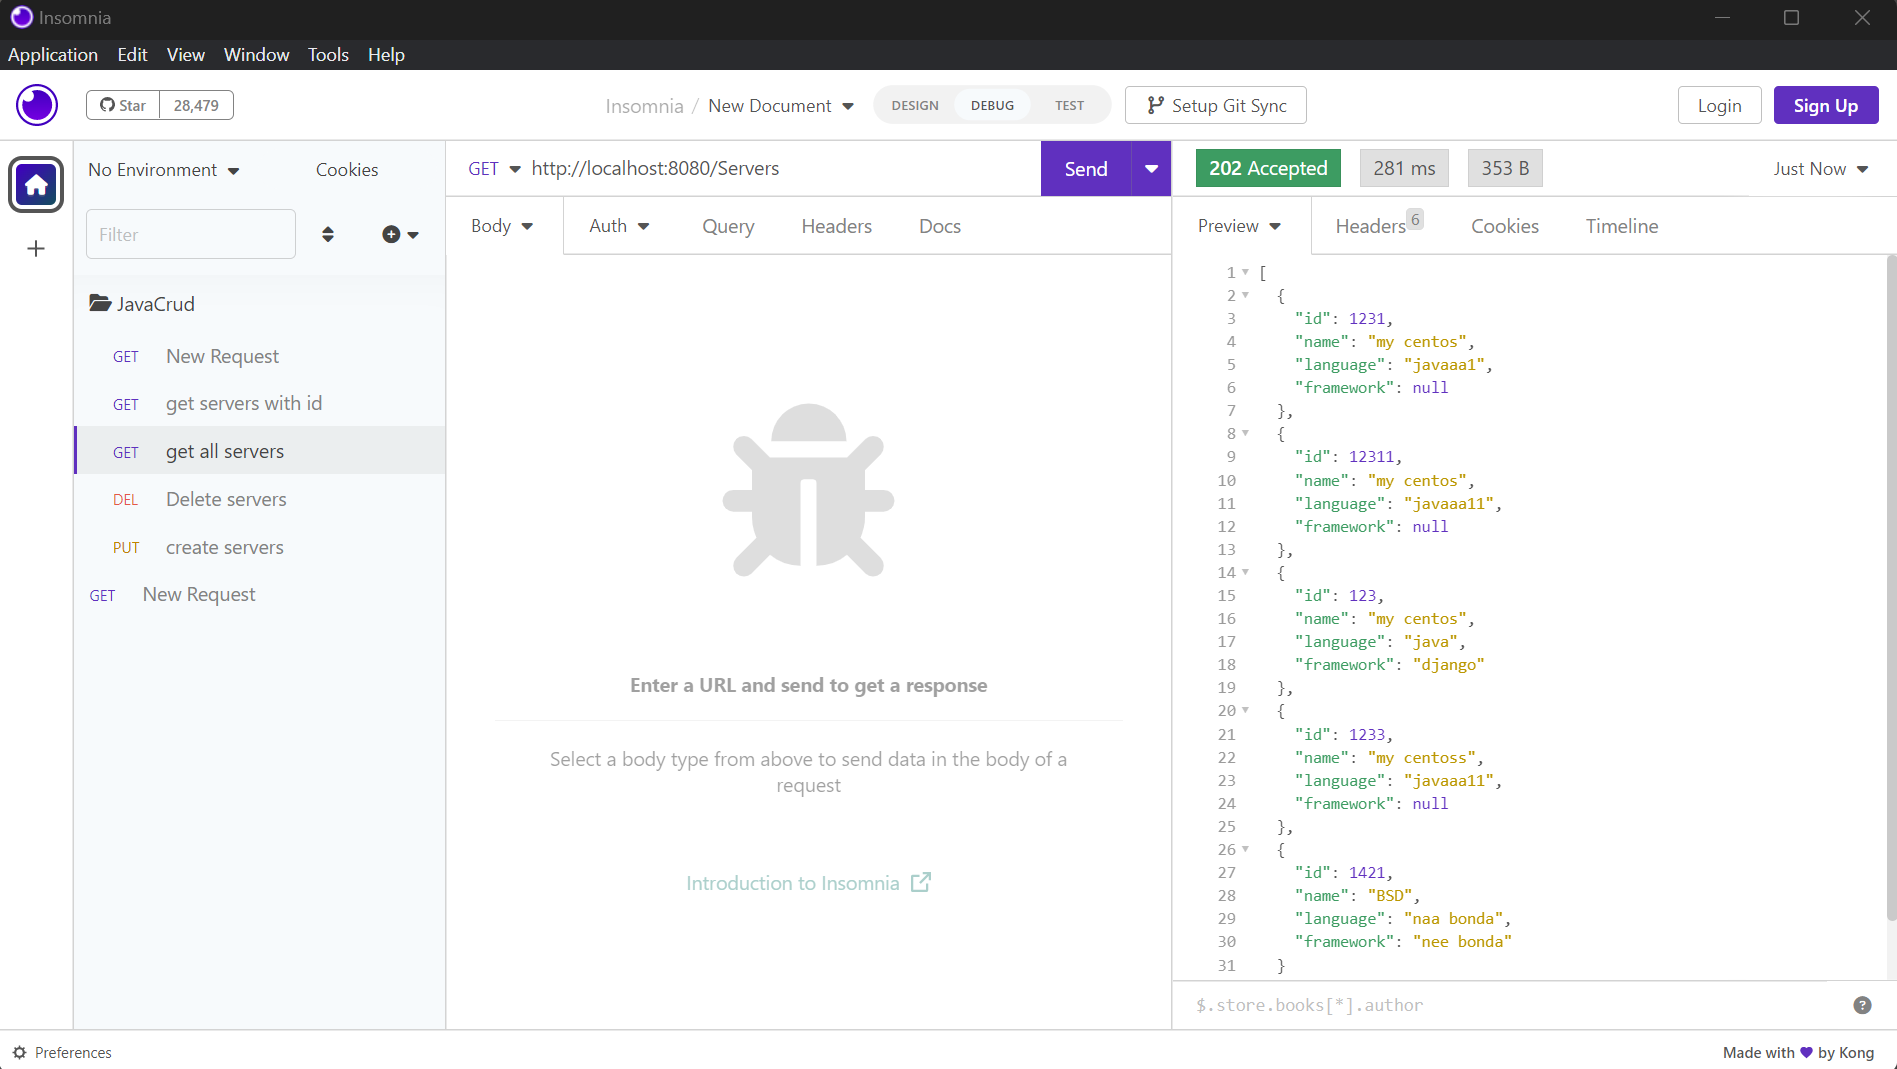 Insomnia
Application Edit View Window Tools Help
Star 28,479
Insomnia / New Document
DESIGN DEBUG TEST
Setup Git Sync
Login
Sign Up
No Environment
Cookies
Filter
JavaCrud
GET New Request
GET get servers with id
GET get all servers
DEL Delete servers
PUT create servers
GET New Request
GET http://localhost:8080/Servers
Send
Body Auth Query Headers Docs
Enter a URL and send to get a response
Select a body type from above to send data in the body of a
request
Introduction to Insomnia
202 Accepted 281 ms 353 B Just Now
Preview Headers 6 Cookies Timeline
1 [
2 {
3 "id": 1231,
4 "name": "my centos",
5 "language": "javaaa1",
6 "framework": null
7 },
8 {
9 "id": 12311,
10 "name": "my centos",
11 "language": "javaaa11",
12 "framework": null
13 },
14 {
15 "id": 123,
16 "name": "my centos",
17 "language": "java",
18 "framework": "django"
19 },
20 {
21 "id": 1233,
22 "name": "my centoss",
23 "language": "javaaa11",
24 "framework": null
25 },
26 {
27 "id": 1421,
28 "name": "BSD",
29 "language": "naa bonda",
30 "framework": "nee bonda"
31 }
$.store.books[*].author
?
Preferences
Made with ♥ by Kong